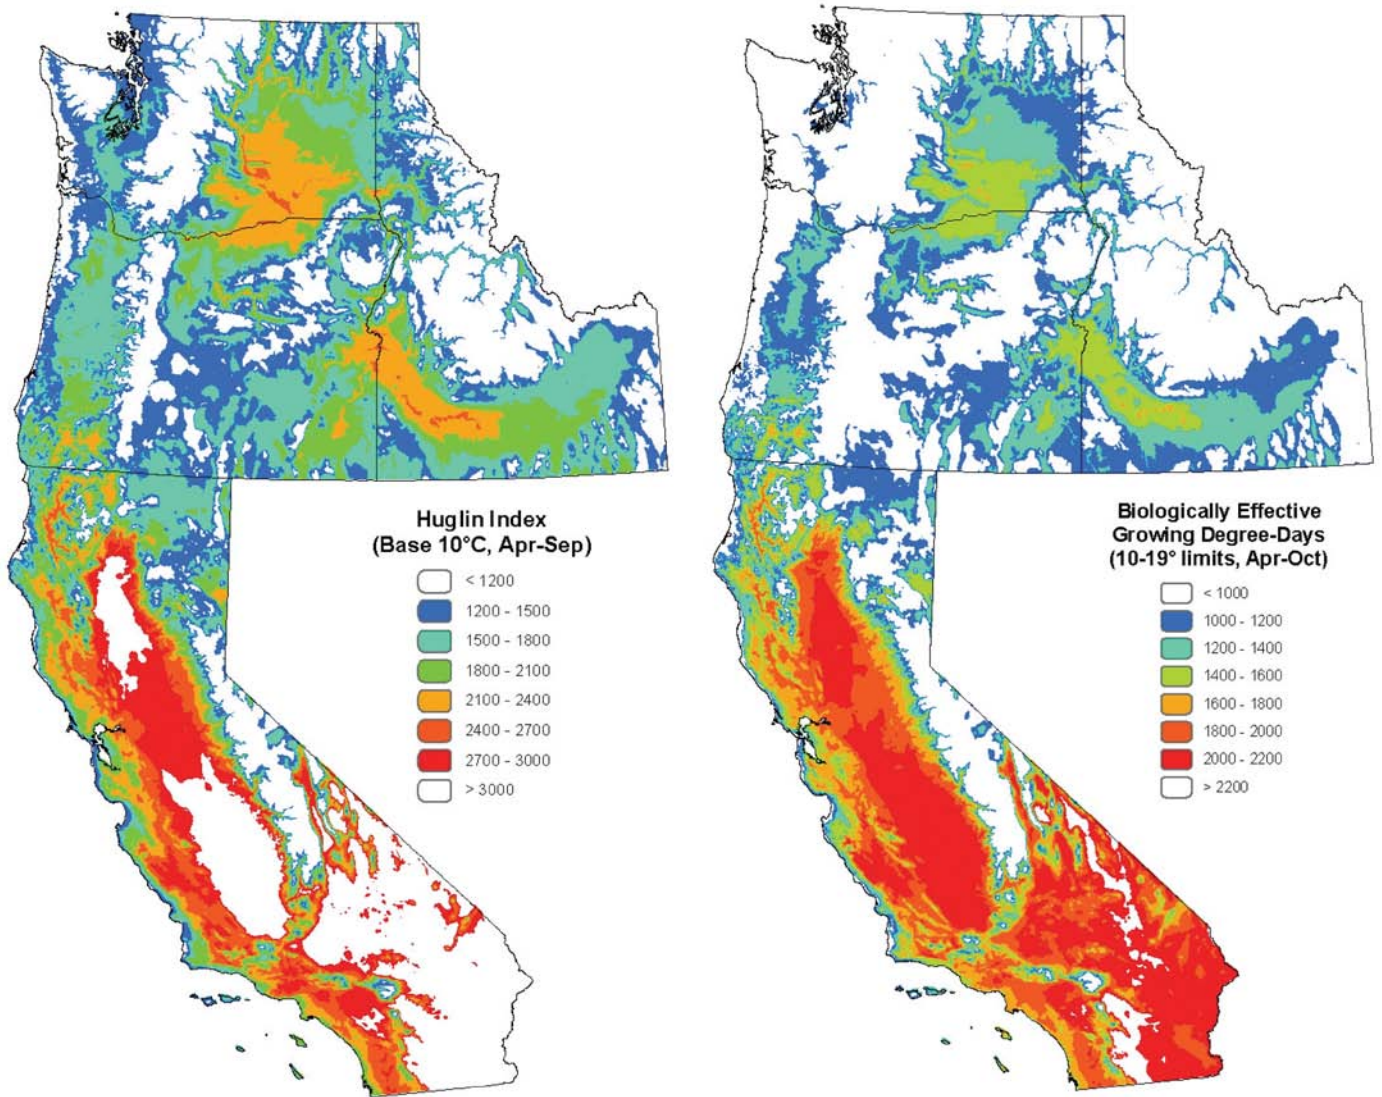 Huglin Index
(Base 10°C, Apr-Sep)
< 1200
1200 - 1500
1500 - 1800
1800 - 2100
2100 - 2400
2400 - 2700
2700 - 3000
> 3000
Biologically Effective
Growing Degree-Days
(10-19° limits, Apr-Oct)
< 1000
1000 - 1200
1200 - 1400
1400 - 1600
1600 - 1800
1800 - 2000
2000 - 2200
> 2200